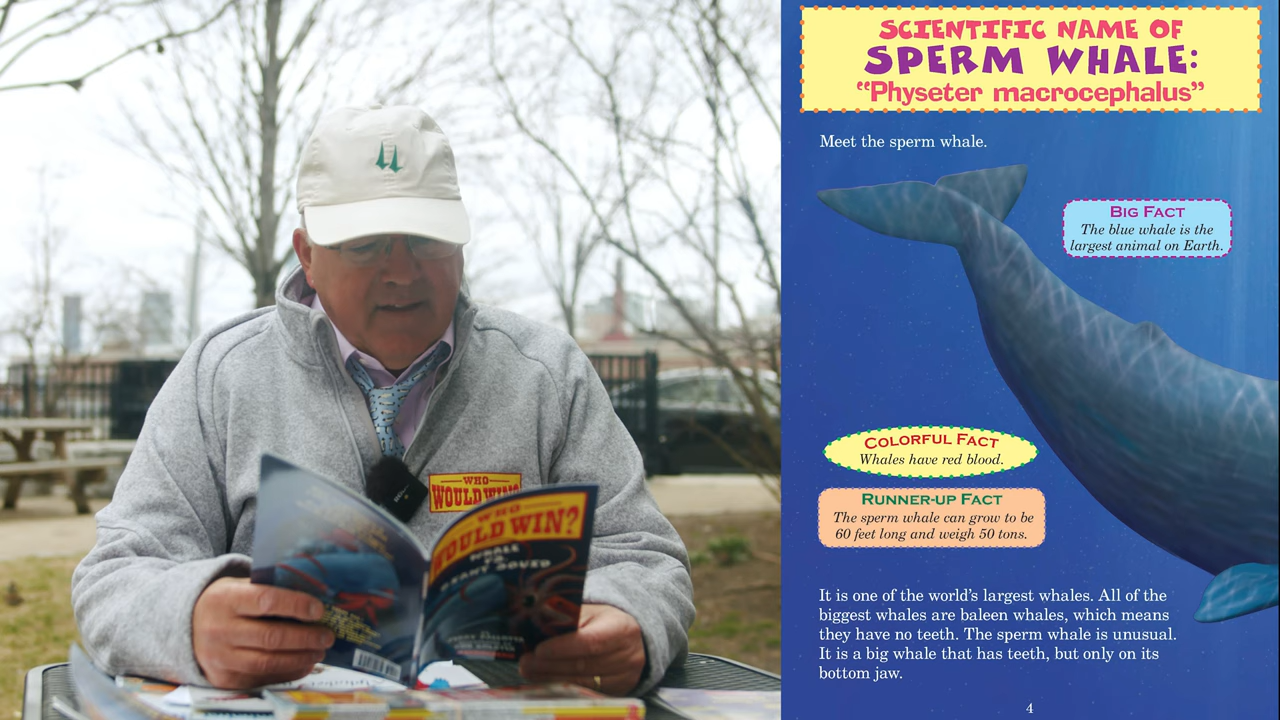 WHO
WOULD WIN?
WHO
WOULD WIN?
WHALE
VS.
GIANT SQUID
SCIENTIFIC NAME OF
SPERM WHALE:
“Physeter macrocephalus”
Meet the sperm whale.
BIG FACT
The blue whale is the
largest animal on Earth.
COLORFUL FACT
Whales have red blood.
RUNNER-UP FACT
The sperm whale can grow to be
60 feet long and weigh 50 tons.
It is one of the world’s largest whales. All of the
biggest whales are baleen whales, which means
they have no teeth. The sperm whale is unusual.
It is a big whale that has teeth, but only on its
bottom jaw.
4